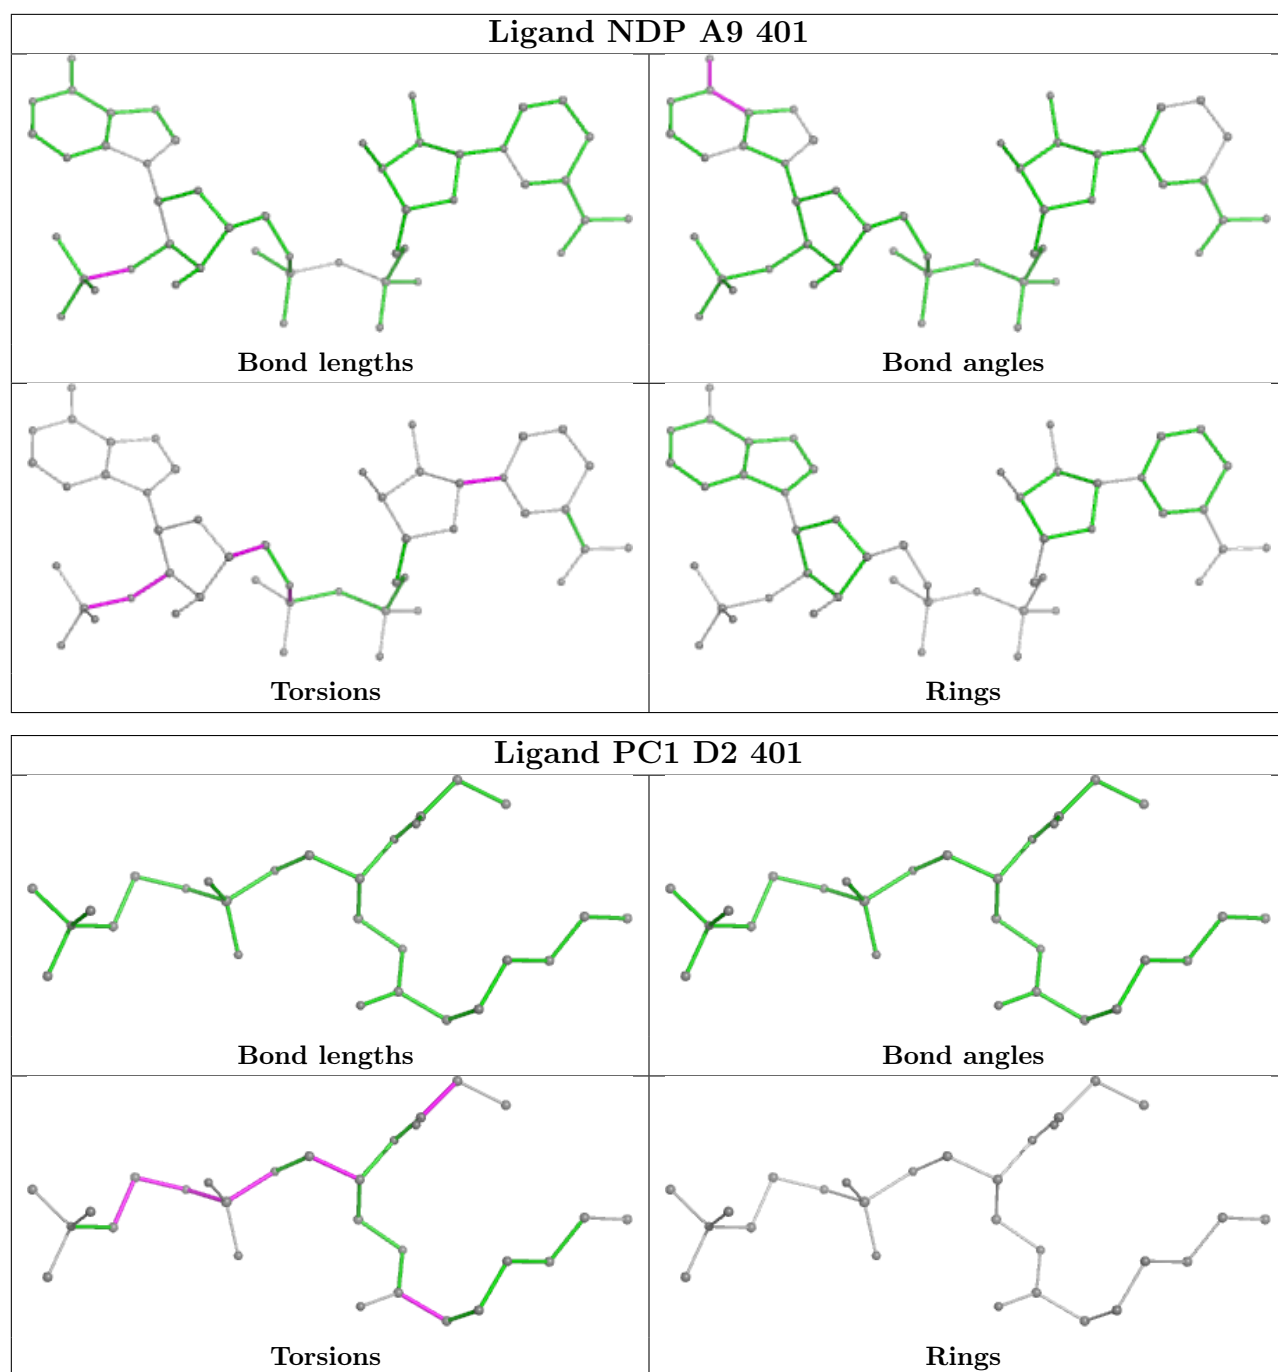 Ligand NDP A9 401
Bond lengths
Bond angles
Torsions
Rings
Ligand PC1 D2 401
Bond lengths
Bond angles
Torsions
Rings